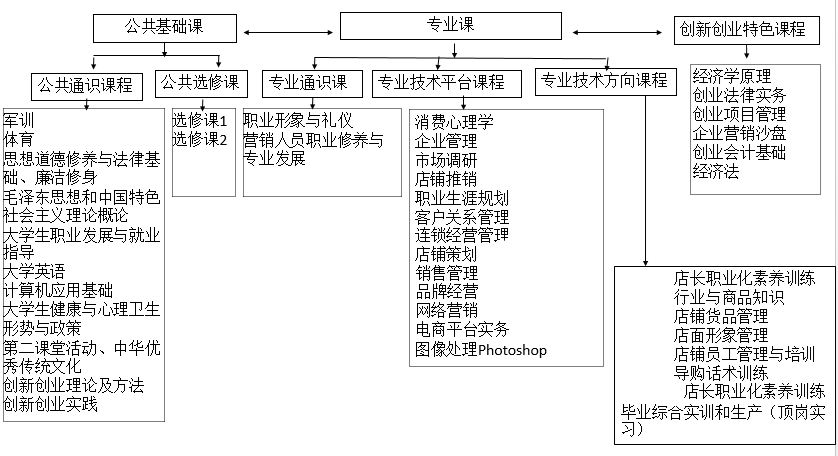 公共基础课
专业课
创新创业特色课程
公共通识课程
公共选修课
专业通识课
专业技术平台课程
专业技术方向课程
军训
体育
思想道德修养与法律基
础、廉洁修身
毛泽东思想和中国特色
社会主义理论概论
大学生职业发展与就业
指导
大学英语
计算机应用基础
大学生健康与心理卫生
形势与政策
第二课堂活动、中华优
秀传统文化
创新创业理论及方法
创新创业实践
选修课1
选修课2
职业形象与礼仪
营销人员职业修养与
专业发展
消费心理学
企业管理
市场调研
店铺推销
职业生涯规划
客户关系管理
连锁经营管理
店铺策划
销售管理
品牌经营
网络营销
电商平台实务
图像处理Photoshop
店长职业化素养训练
行业与商品知识
店铺货品管理
店面形象管理
店铺员工管理与培训
导购话术训练
店长职业化素养训练
毕业综合实训和生产（顶岗实
习）
经济学原理
创业法律实务
创业项目管理
企业营销沙盘
创业会计基础
经济法